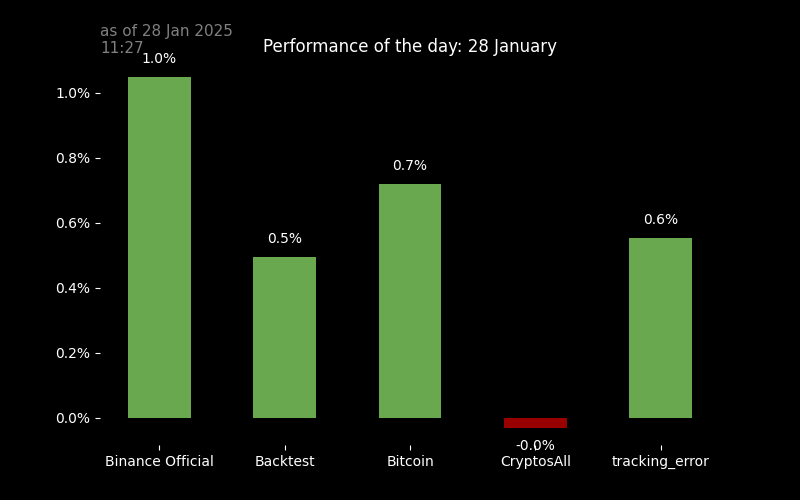 as of 28 Jan 2025
11:27
Performance of the day: 28 January
1.0%
0.5%
0.7%
-0.0%
0.6%
1.0%
0.8%
0.6%
0.4%
0.2%
0.0%
Binance Official
Backtest
Bitcoin
CryptosAll
tracking_error